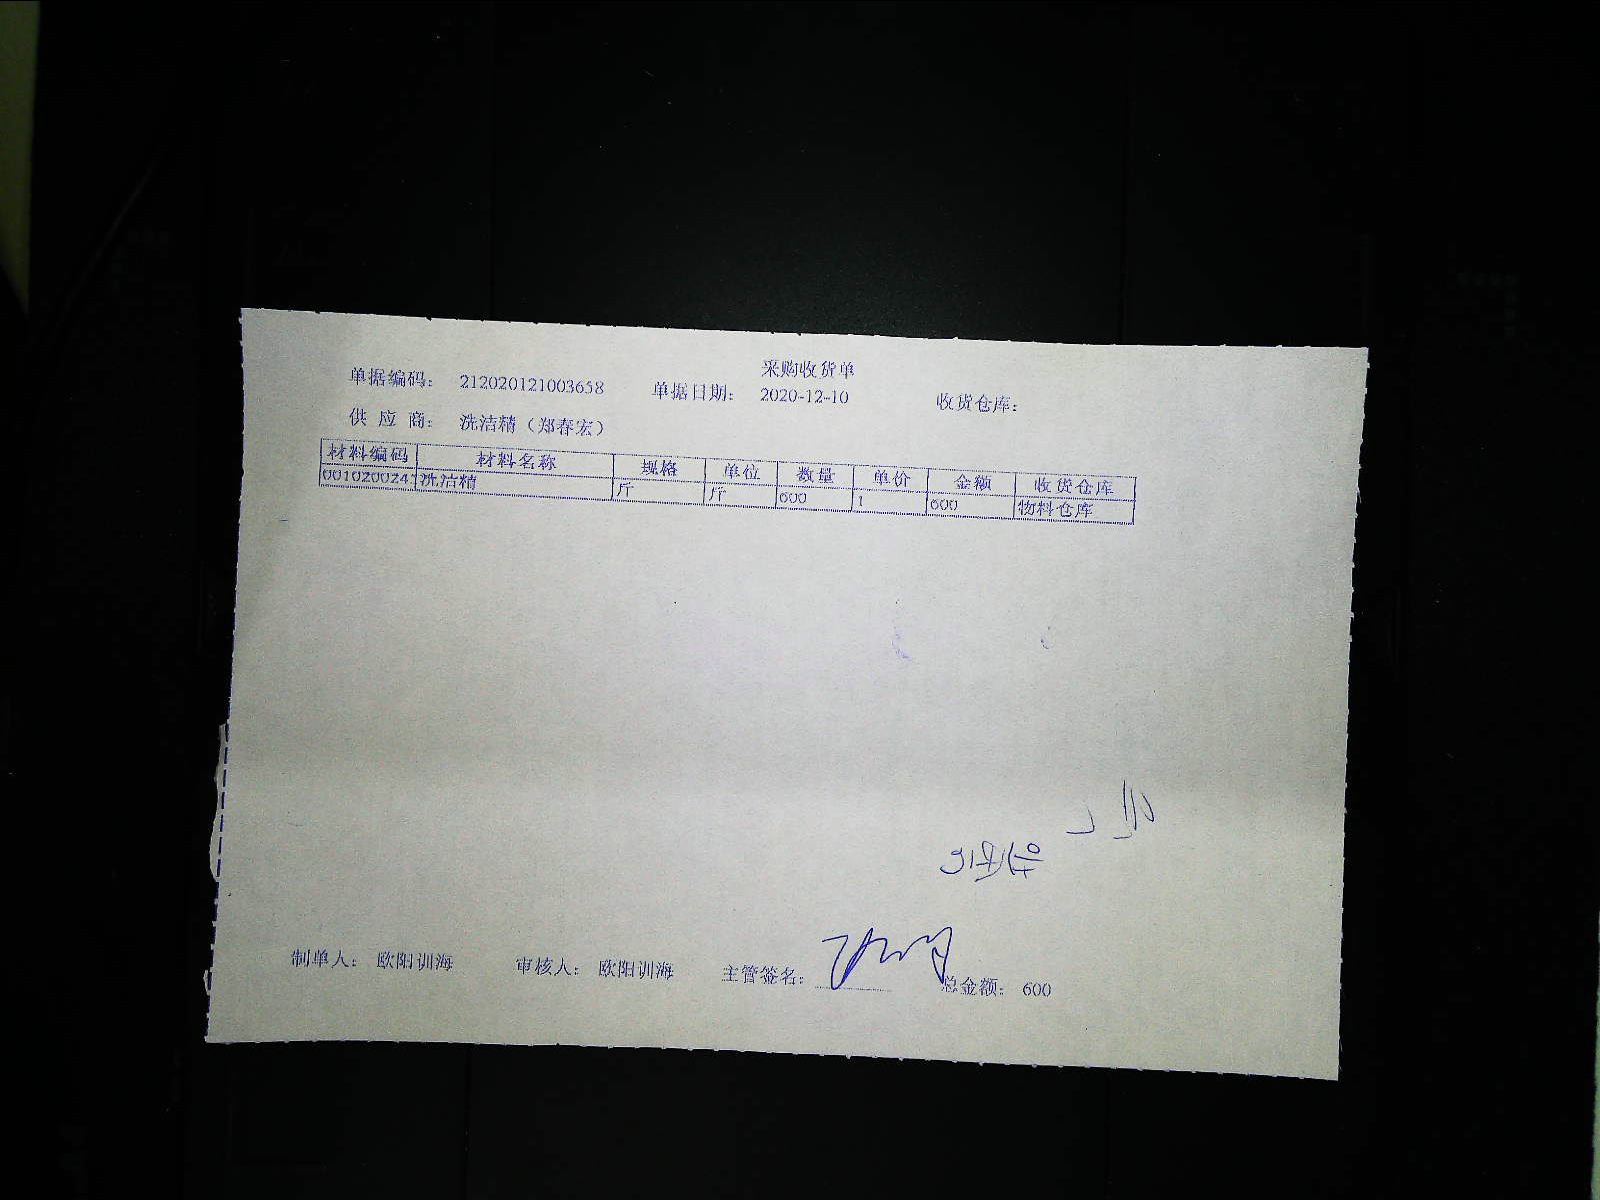 采购收货单
单据编码： 212020121003658 单据日期： 2020-12-10 收货仓库：
供 应 商： 洗洁精（郑春宏）
材料编码 材料名称 规格 单位 数量 单价 金额 收货仓库
001020024 洗洁精 斤 斤 600 1 600 物料仓库
制单人： 欧阳训海 审核人： 欧阳训海 主管签名： 总金额： 600